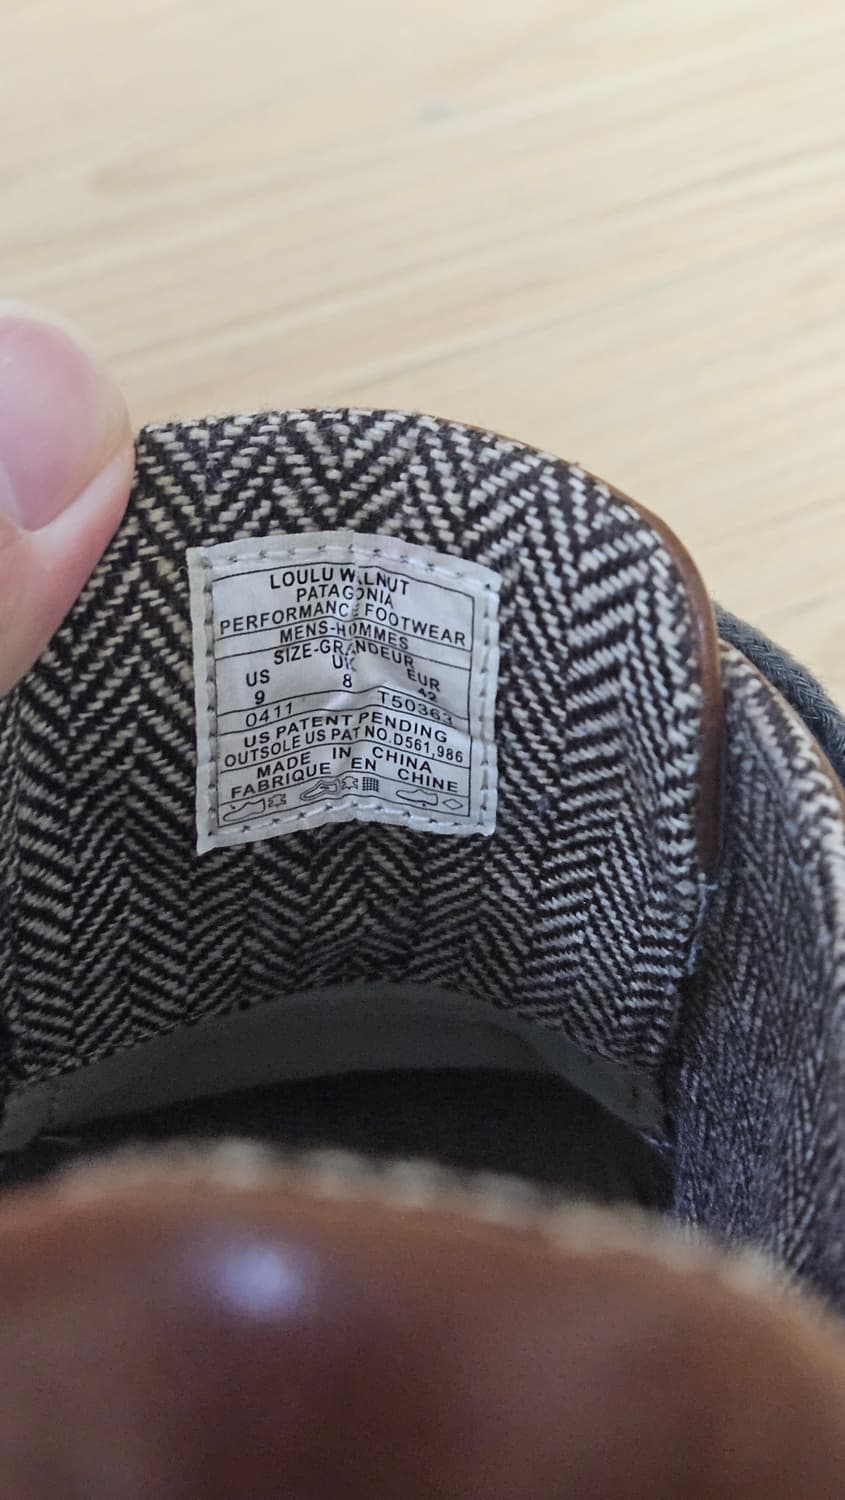 LOULU WALNUT
PATAGONIA
PERFORMANCE FOOTWEAR
MENS-HOMMES
SIZE-GRANDEUR
US UK EUR
9 8 42
0411 T50363
US PATENT PENDING
OUTSOLE US PAT NO.D561,986
MADE IN CHINA
FABRIQUE EN CHINE